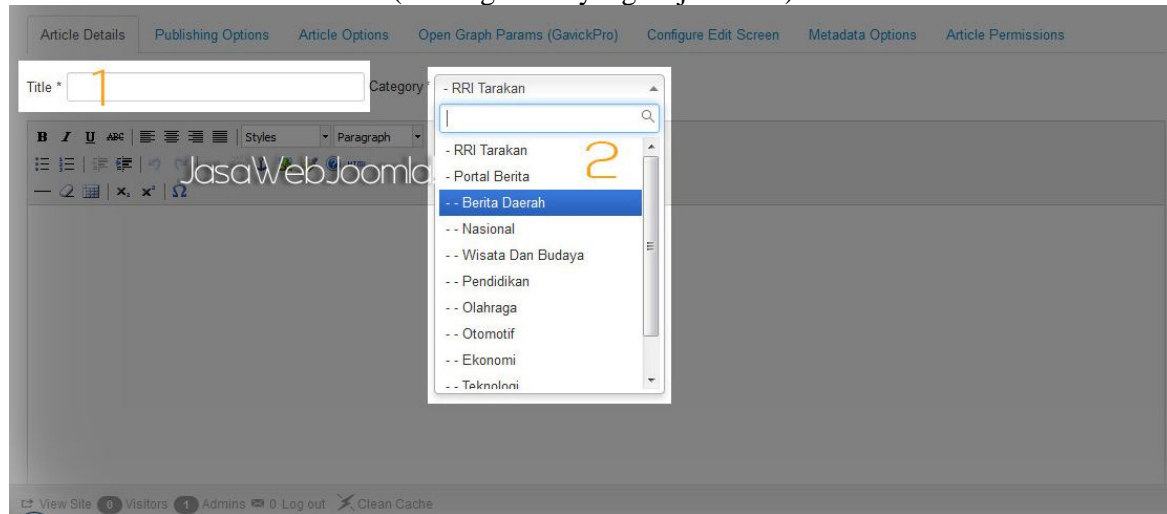 Article Details Publishing Options Article Options Open Graph Params (GavickPro) Configure Edit Screen Metadata Options Article Permissions
Title * 1 Category * - RRI Tarakan
2
- RRI Tarakan
- Portal Berita
- - Berita Daerah
- - Nasional
- - Wisata Dan Budaya
- - Pendidikan
- - Olahraga
- - Otomotif
- - Ekonomi
- - Teknologi
B I U ABC Styles Paragraph
JasaWebJoomla
View Site 0 Visitors 1 Admins 0 Log out Clean Cache